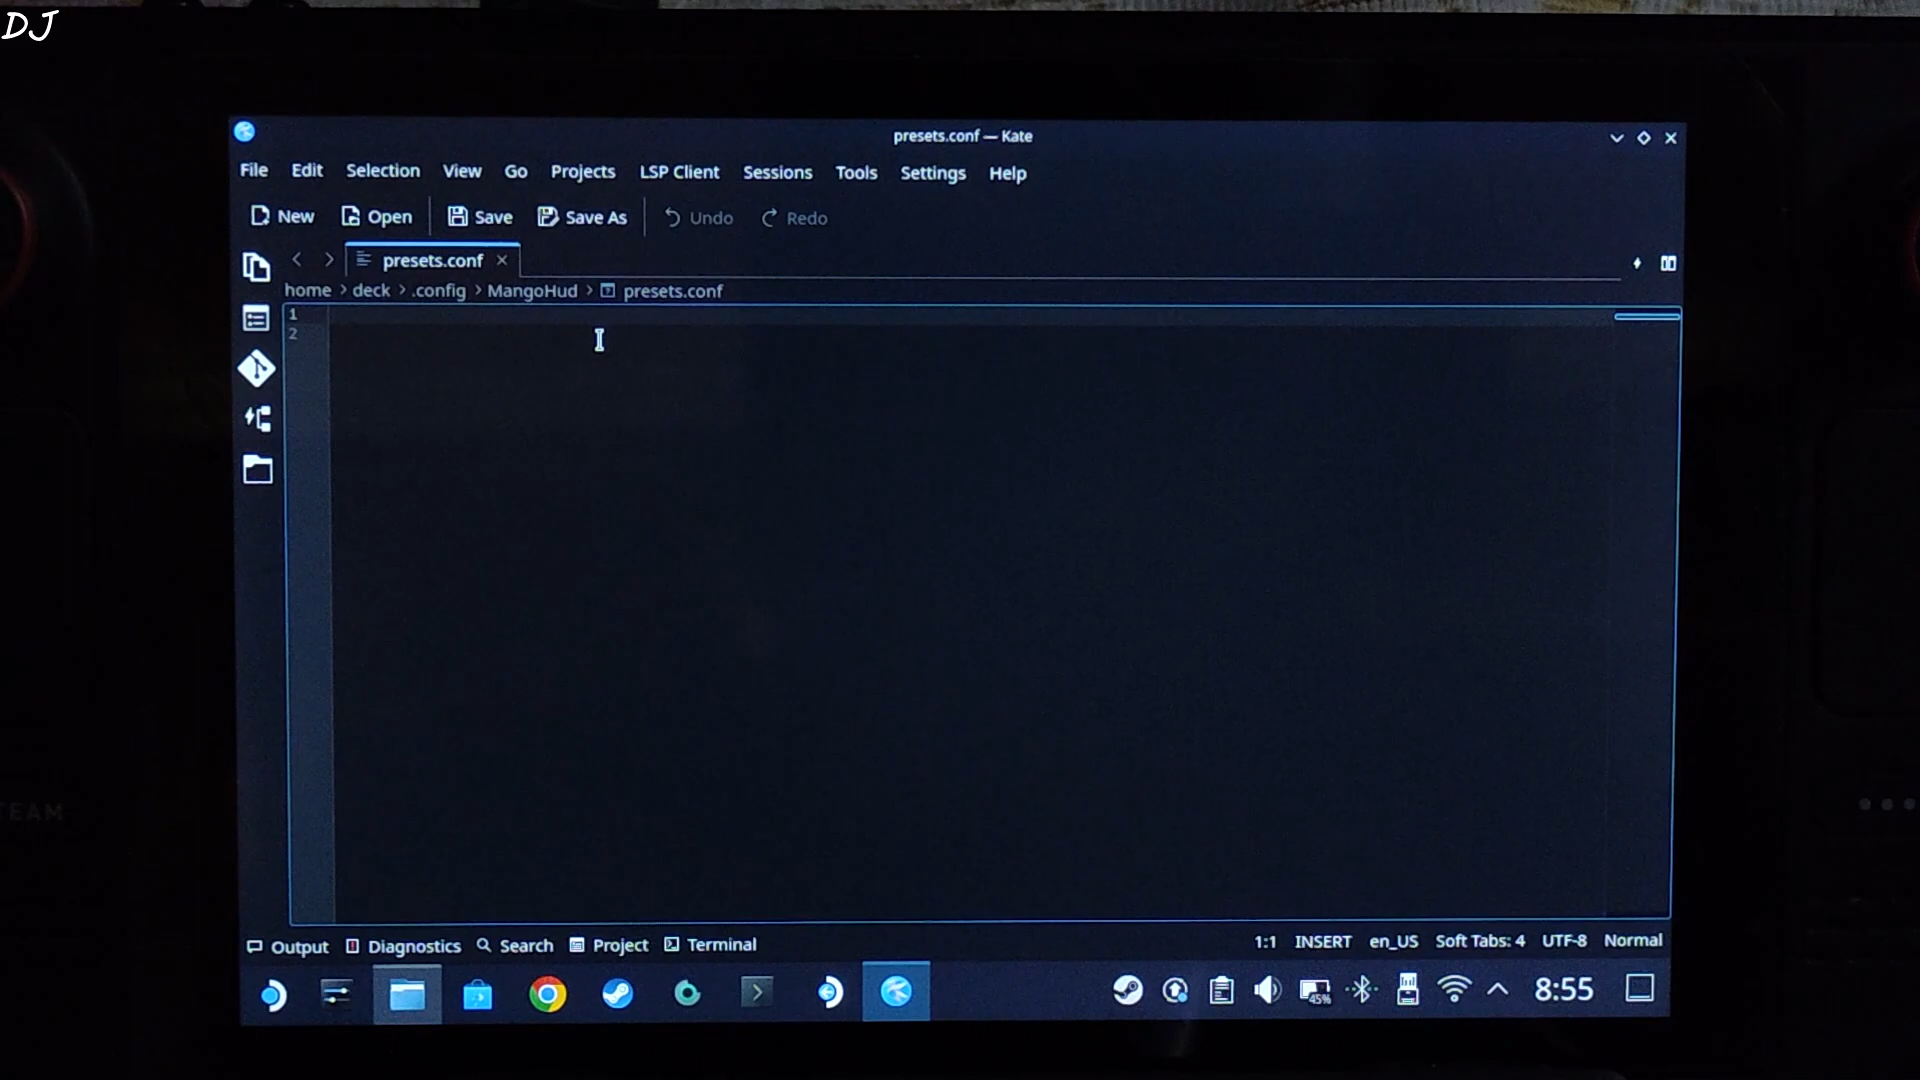 DJ
presets.conf — Kate
File Edit Selection View Go Projects LSP Client Sessions Tools Settings Help
New Open Save Save As Undo Redo
presets.conf
home > deck > .config > MangoHud > presets.conf
1
2
TEAM
Output Diagnostics Search Project Terminal 1:1 INSERT en_US Soft Tabs: 4 UTF-8 Normal
45% 8:55